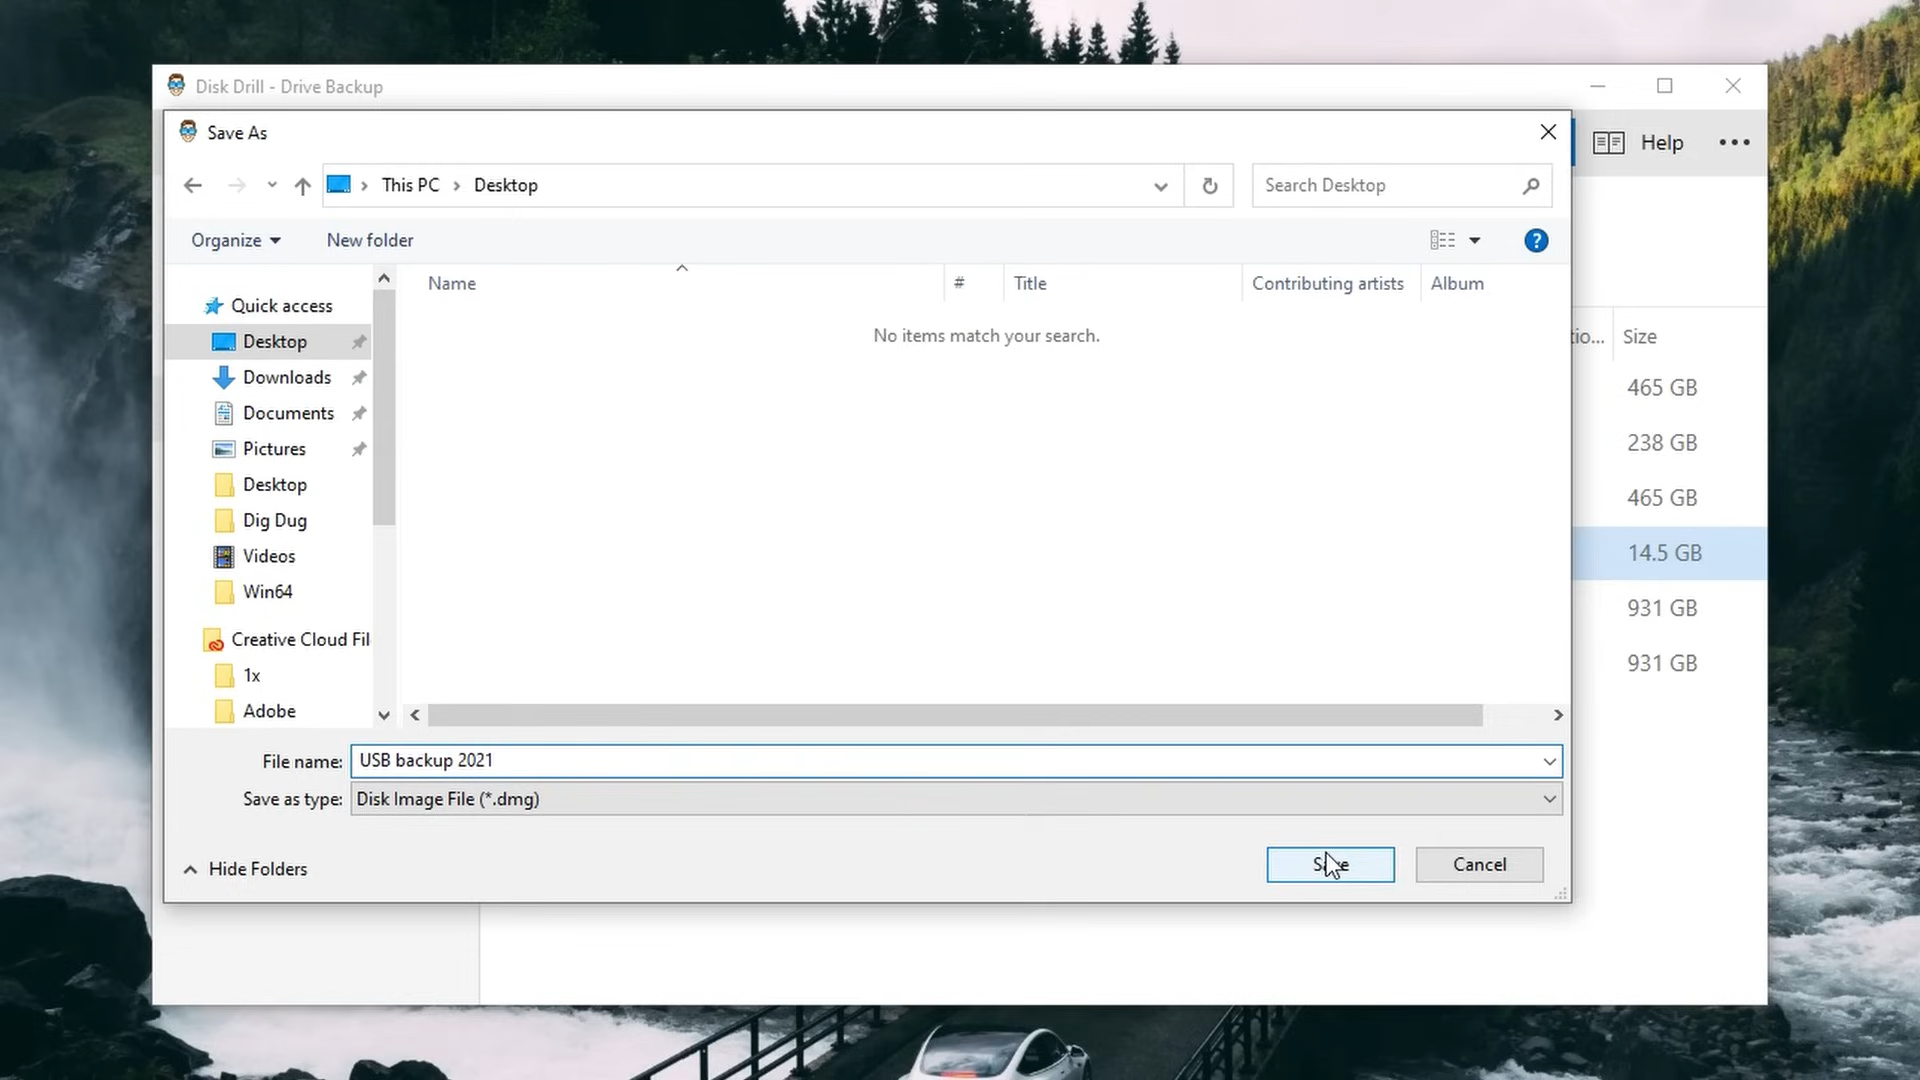 Disk Drill - Drive Backup
Save As
Help
This PC
Desktop
Search Desktop
Organize
New folder
Name
#
Title
Contributing artists
Album
No items match your search.
Size
465 GB
238 GB
465 GB
14.5 GB
931 GB
931 GB
Quick access
Desktop
Downloads
Documents
Pictures
Desktop
Dig Dug
Videos
Win64
Creative Cloud Fil
1x
Adobe
File name: USB backup 2021
Save as type: Disk Image File (*.dmg)
Hide Folders
Save
Cancel